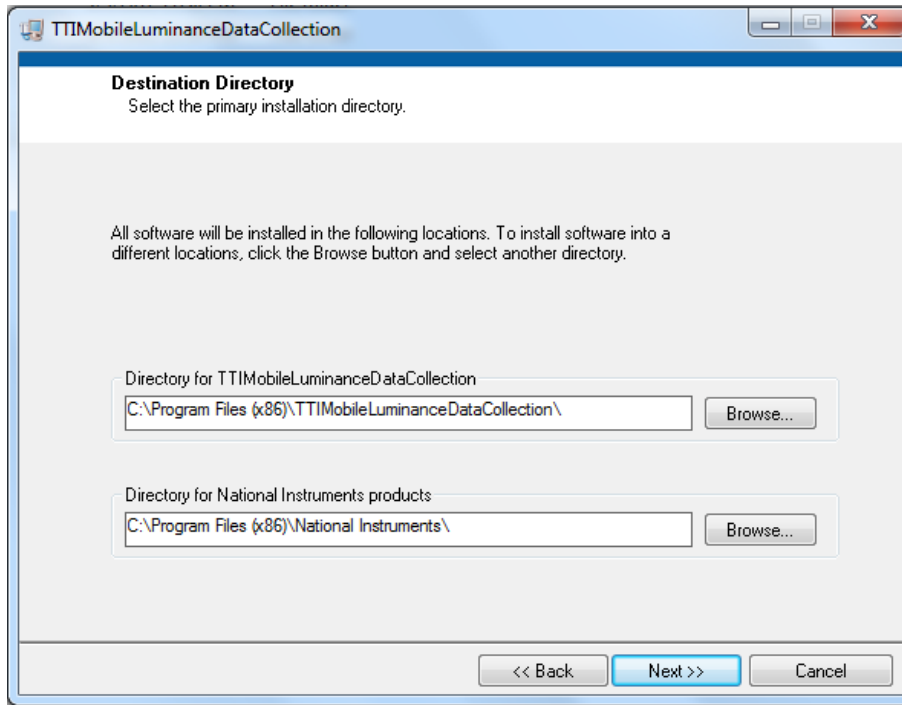 TTIMobileLuminanceDataCollection
Destination Directory
Select the primary installation directory.
All software will be installed in the following locations. To install software into a
different locations, click the Browse button and select another directory.
Directory for TTIMobileLuminanceDataCollection
C:\Program Files (x86)\TTIMobileLuminanceDataCollection\
Browse...
Directory for National Instruments products
C:\Program Files (x86)\National Instruments\
Browse...
<< Back
Next >>
Cancel